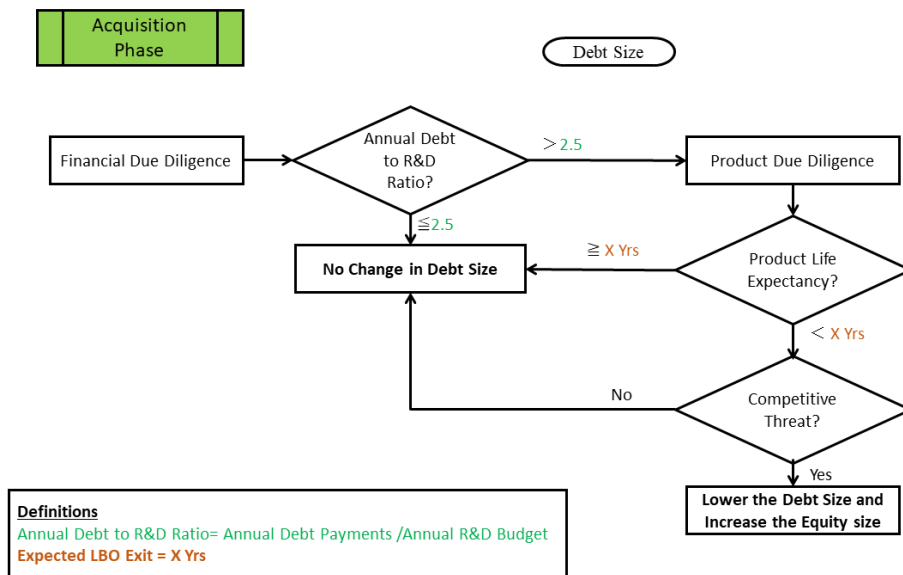 Acquisition
Phase
Debt Size
Financial Due Diligence
Annual Debt
to R&D
Ratio?
＞2.5
Product Due Diligence
≦2.5
No Change in Debt Size
≧ X Yrs
Product Life
Expectancy?
＜ X Yrs
No
Competitive
Threat?
Yes
Lower the Debt Size and
Increase the Equity size
Definitions
Annual Debt to R&D Ratio= Annual Debt Payments /Annual R&D Budget
Expected LBO Exit = X Yrs